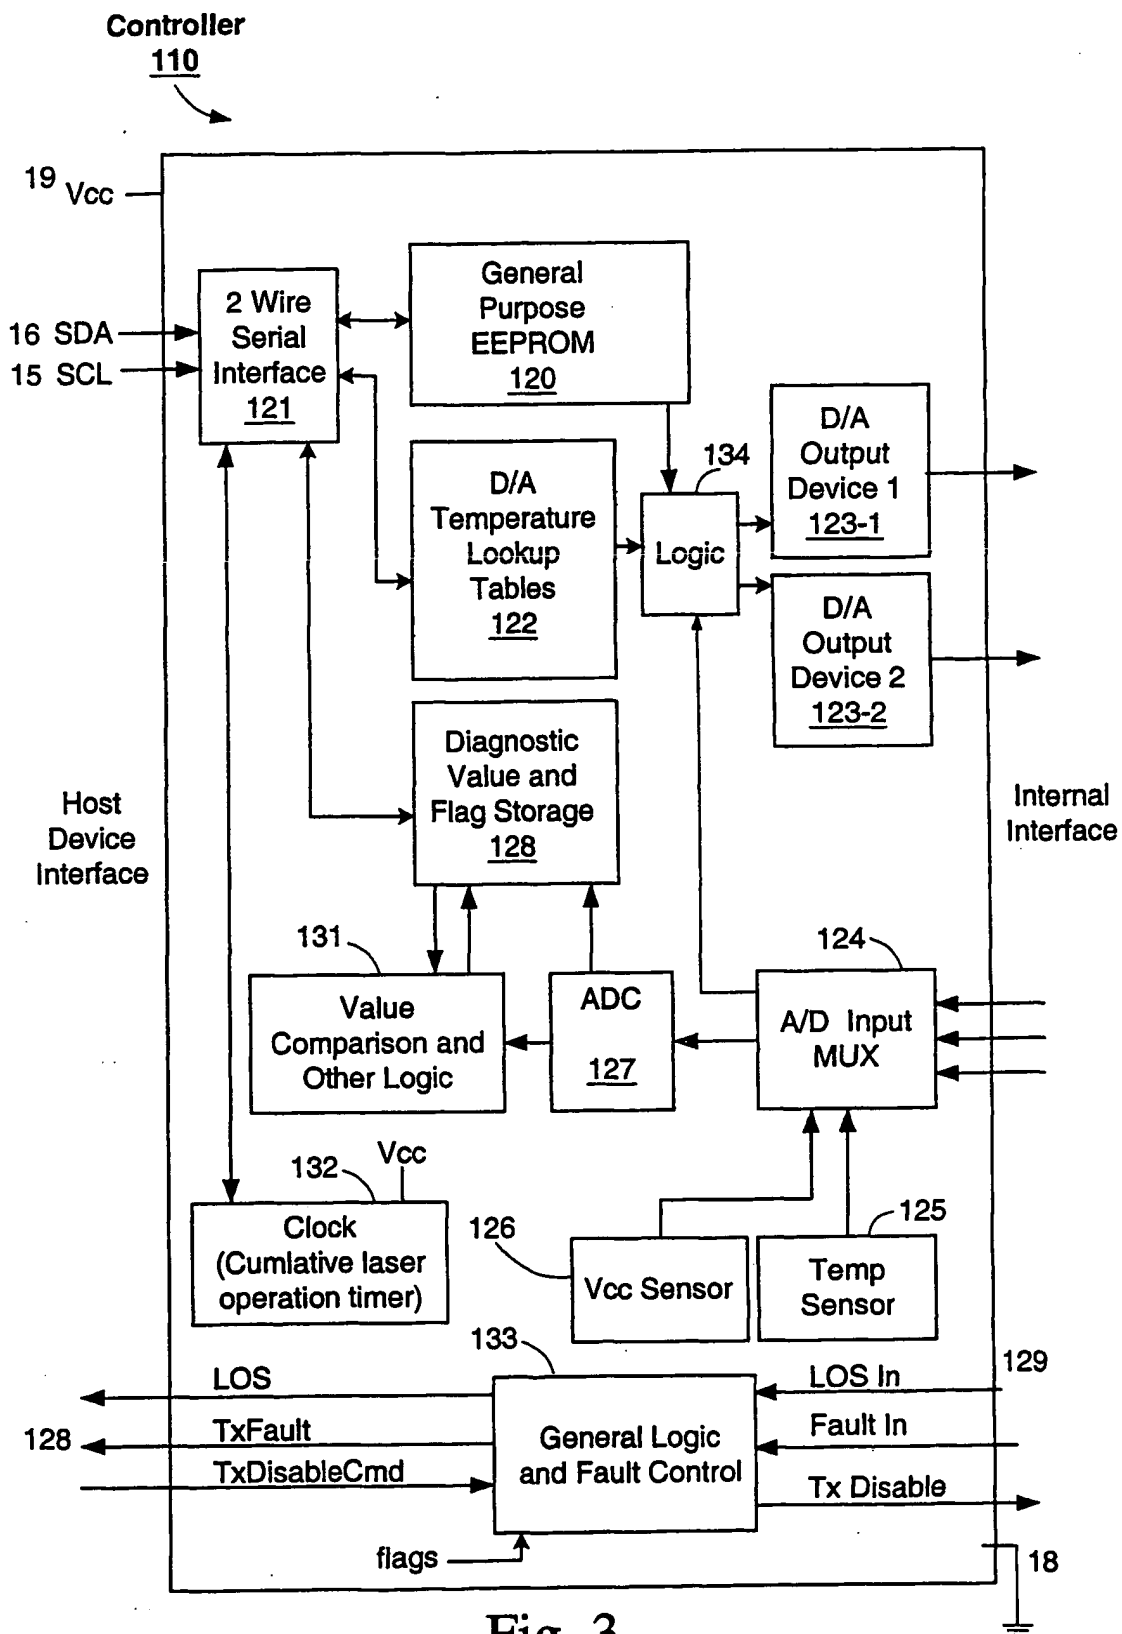 Controller
110
19 Vcc
16 SDA
15 SCL
2 Wire
Serial
Interface
121
General
Purpose
EEPROM
120
D/A
Temperature
Lookup
Tables
122
134
Logic
D/A
Output
Device 1
123-1
D/A
Output
Device 2
123-2
Diagnostic
Value and
Flag Storage
128
Host
Device
Interface
Internal
Interface
131
Value
Comparison and
Other Logic
ADC
127
124
A/D Input
MUX
132
Vcc
Clock
(Cumlative laser
operation timer)
126
Vcc Sensor
125
Temp
Sensor
133
General Logic
and Fault Control
LOS
128
TxFault
TxDisableCmd
flags
LOS In
129
Fault In
Tx Disable
18
Fig. 3